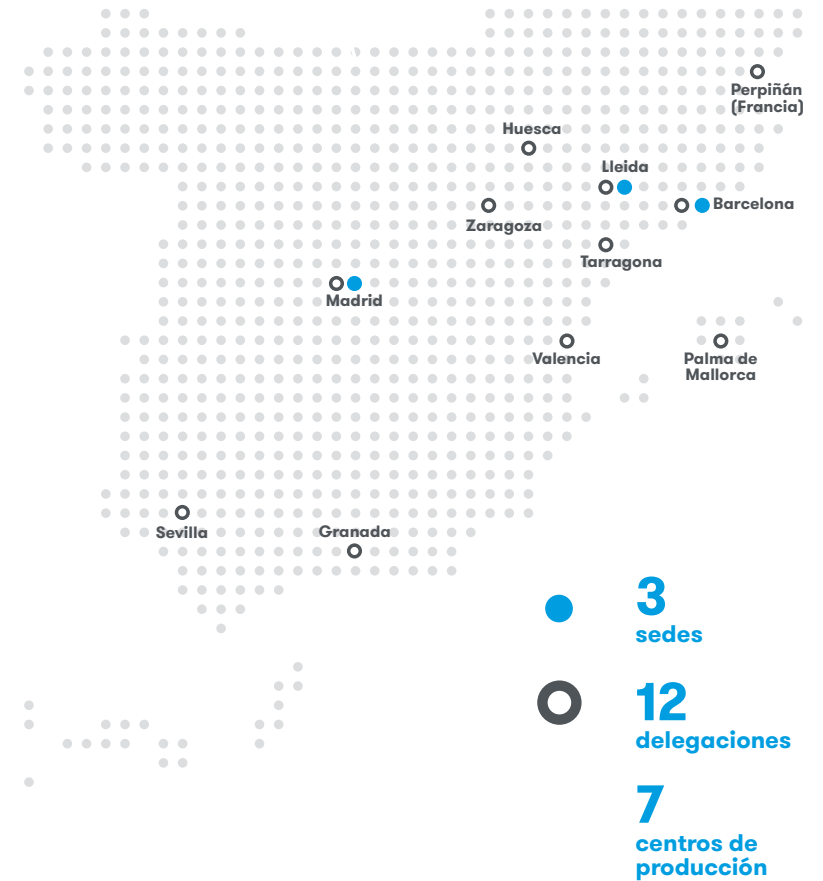 Perpiñán
(Francia)
Huesca
Lleida
Barcelona
Zaragoza
Tarragona
Madrid
Valencia
Palma de
Mallorca
Sevilla
Granada
3
sedes
12
delegaciones
7
centros de
producción